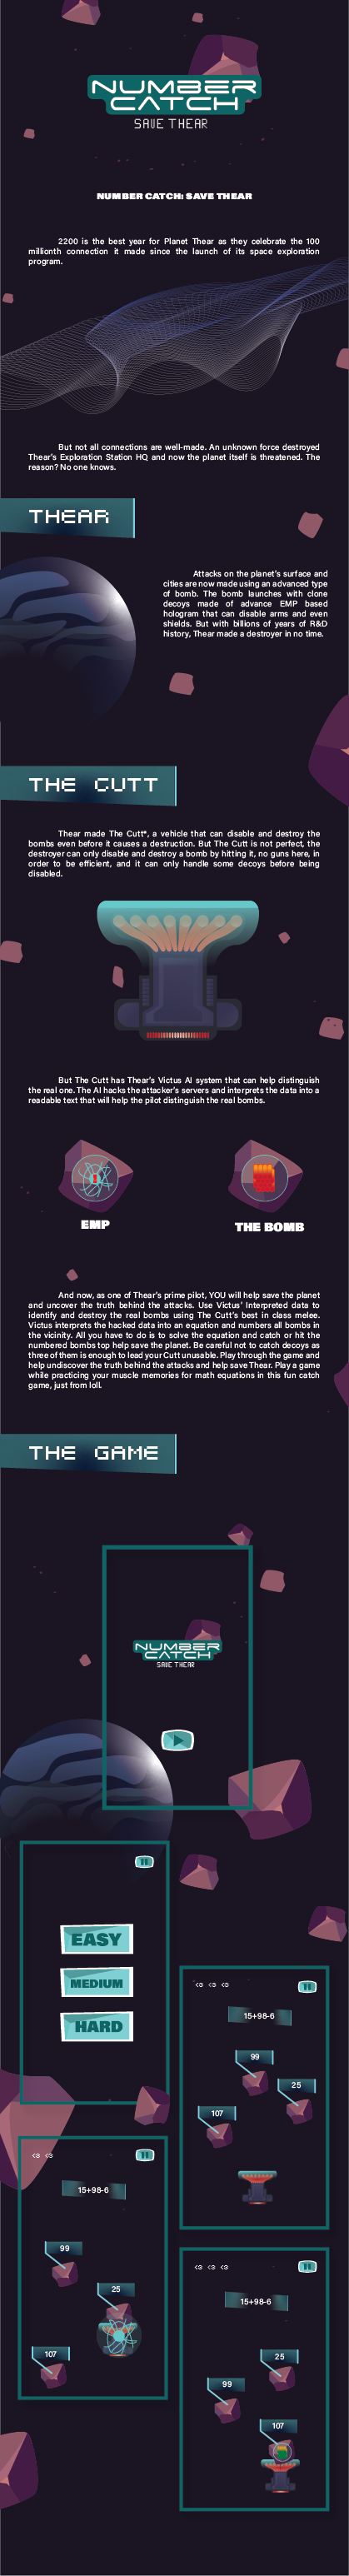 NUMBER
CATCH
SAVE THEAR
NUMBER CATCH: SAVE THEAR
2200 is the best year for Planet Thear as they celebrate the 100
millionth connection it made since the launch of its space exploration
program.
But not all connections are well-made. An unknown force destroyed
Thear's Exploration Station HQ and now the planet itself is threatened. The
reason? No one knows.
THEAR
Attacks on the planet's surface and
cities are now made using an advanced type
of bomb. The bomb launches with clone
decoys made of advance EMP based
hologram that can disable arms and even
shields. But with billions of years of R&D
history, Thear made a destroyer in no time.
THE CUTT
Thear made The Cutt*, a vehicle that can disable and destroy the
bombs even before it causes a destruction. But The Cutt is not perfect, the
destroyer can only disable and destroy a bomb by hitting it, no guns here, in
order to be efficient, and it can only handle some decoys before being
disabled.
But The Cutt has Thear's Victus AI system that can help distinguish
the real one. The AI hacks the attacker's servers and interprets the data into a
readable text that will help the pilot distinguish the real bombs.
EMP
THE BOMB
And now, as one of Thear's prime pilot, YOU will help save the planet
and uncover the truth behind the attacks. Use Victus' Interpreted data to
identify and destroy the real bombs using The Cutt's best in class melee.
Victus interprets the hacked data into an equation and numbers all bombs in
the vicinity. All you have to do is to solve the equation and catch or hit the
numbered bombs top help save the planet. Be careful not to catch decoys as
three of them is enough to lead your Cutt unusable. Play through the game and
help undiscover the truth behind the attacks and help save Thear. Play a game
while practicing your muscle memories for math equations in this fun catch
game, just from loll.
THE GAME
NUMBER
CATCH
SAVE THEAR
EASY
MEDIUM
HARD
<3 <3 <3
15+98-6
99
25
107
<3 <3
15+98-6
99
25
107
<3 <3 <3
15+98-6
25
99
107